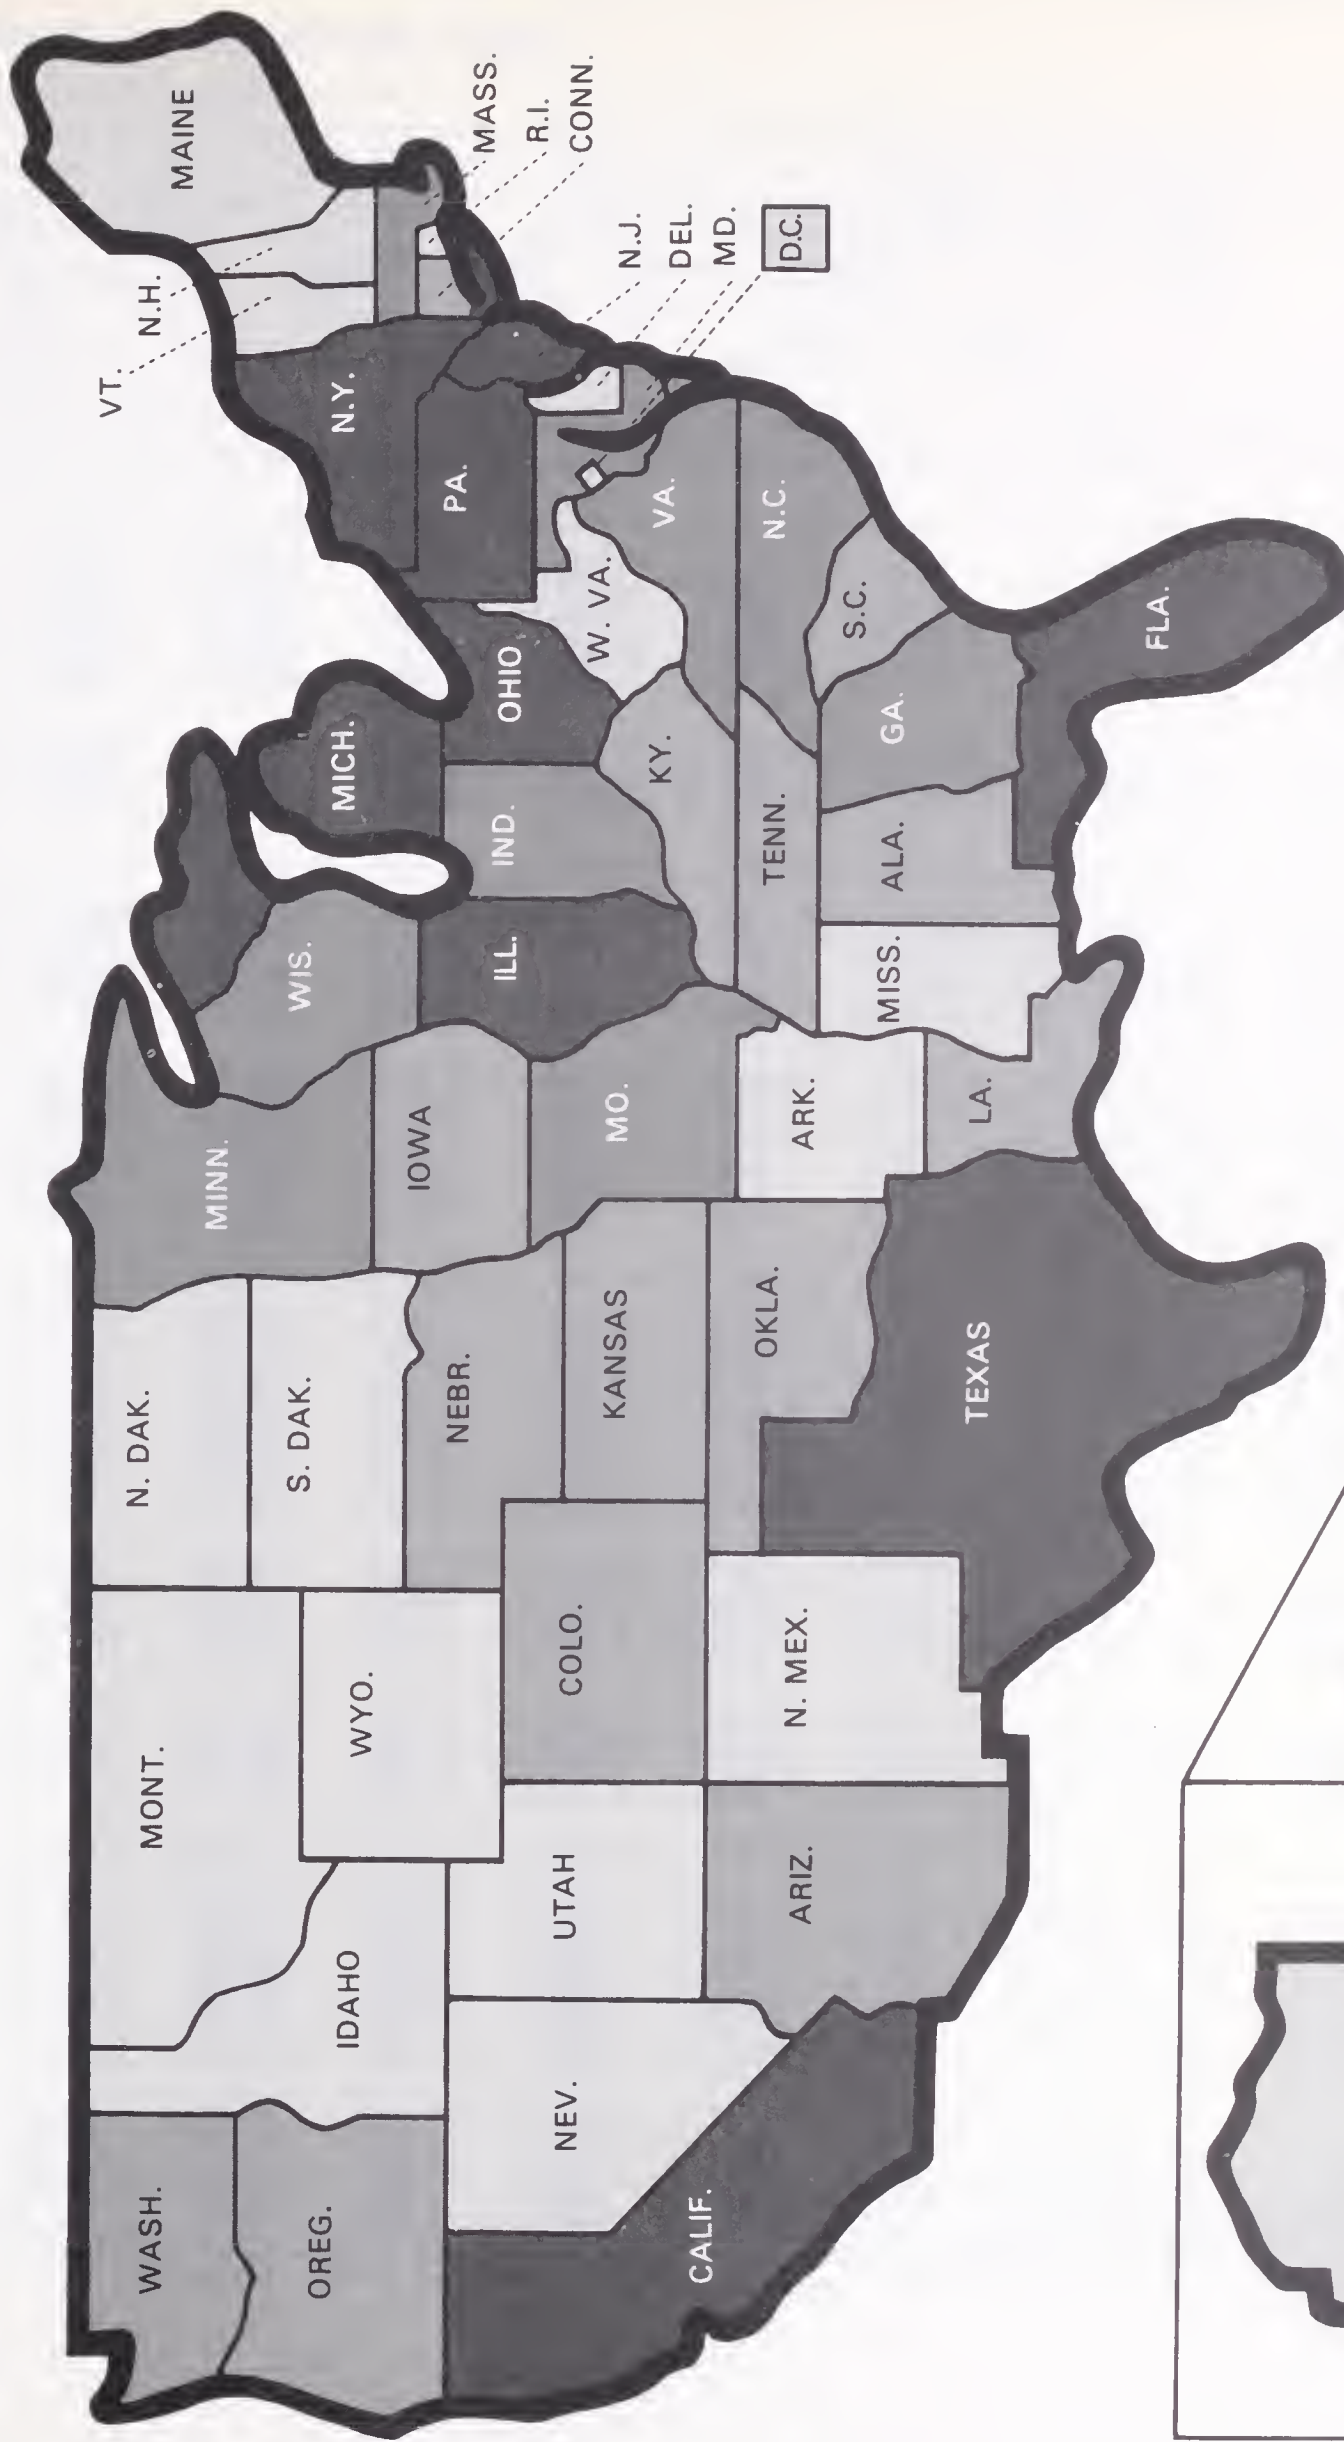 WASH.
OREG.
CALIF.
IDAHO
NEV.
MONT.
WYO.
UTAH
ARIZ.
COLO.
N. MEX.
N. DAK.
S. DAK.
NEBR.
KANSAS
OKLA.
TEXAS
MINN.
IOWA
MO.
ARK.
LA.
WIS.
ILL.
MISS.
MICH.
IND.
OHIO
KY.
TENN.
ALA.
GA.
FLA.
W. VA.
VA.
N.C.
S.C.
PA.
N.Y.
VT.
N.H.
MAINE
MASS.
R.I.
CONN.
N.J.
DEL.
MD.
D.C.